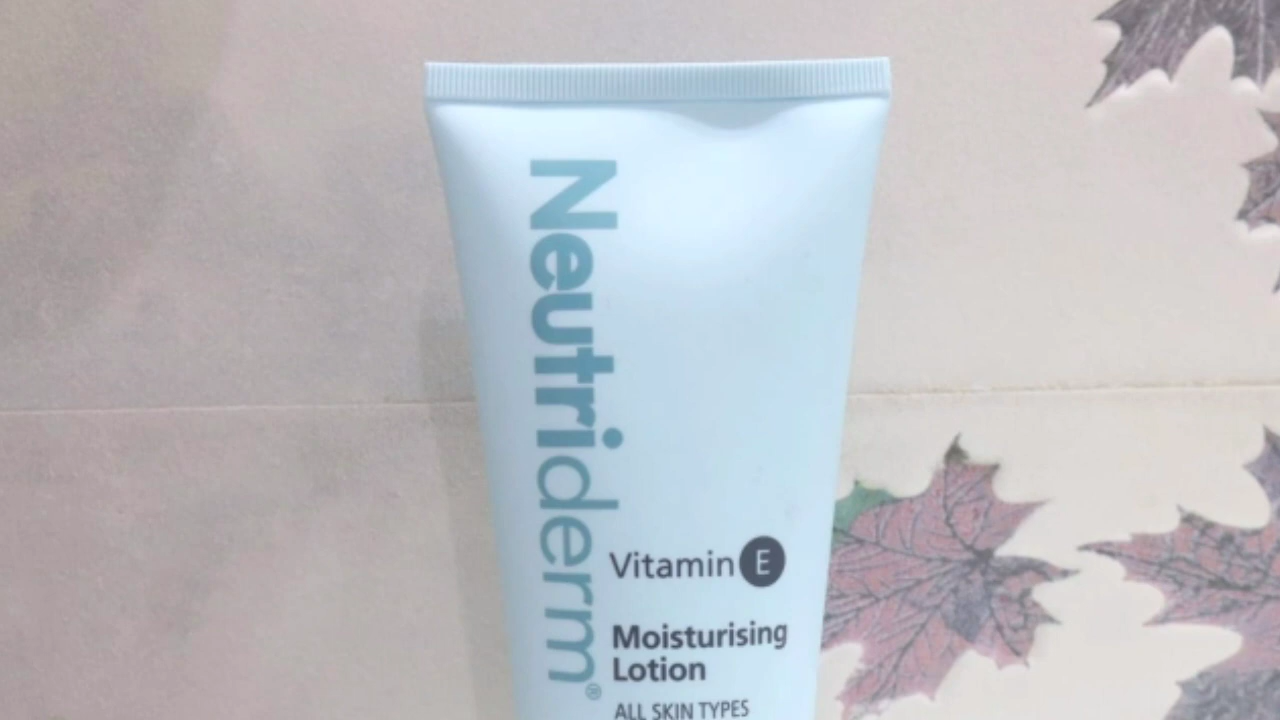 Neutriderm®
Vitamin E
Moisturising
Lotion
ALL SKIN TYPES